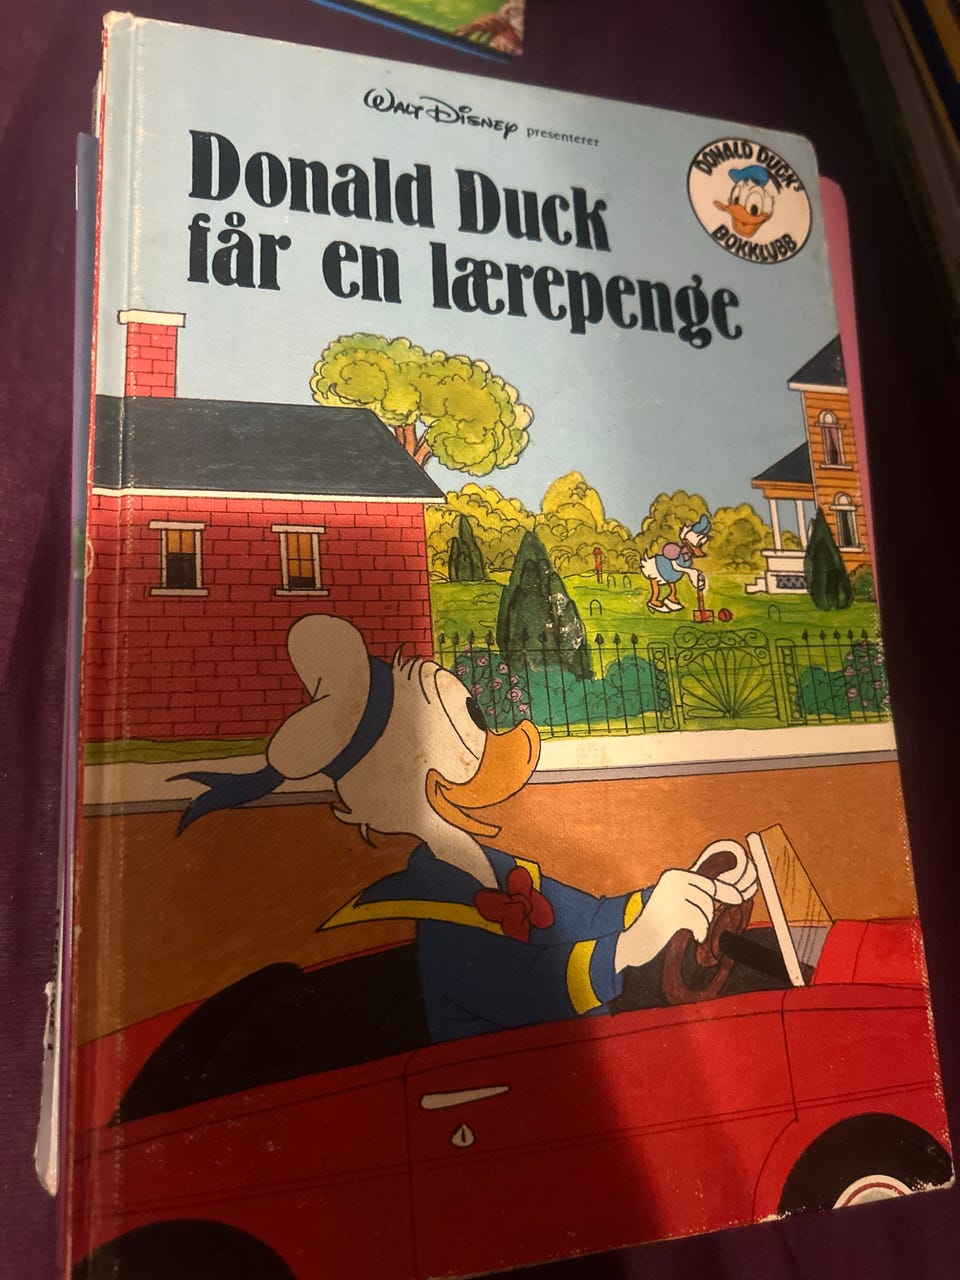 WALT DISNEY presenterer
Donald Duck
får en lærepenge
DONALD DUCK'S
BOKKLUBB